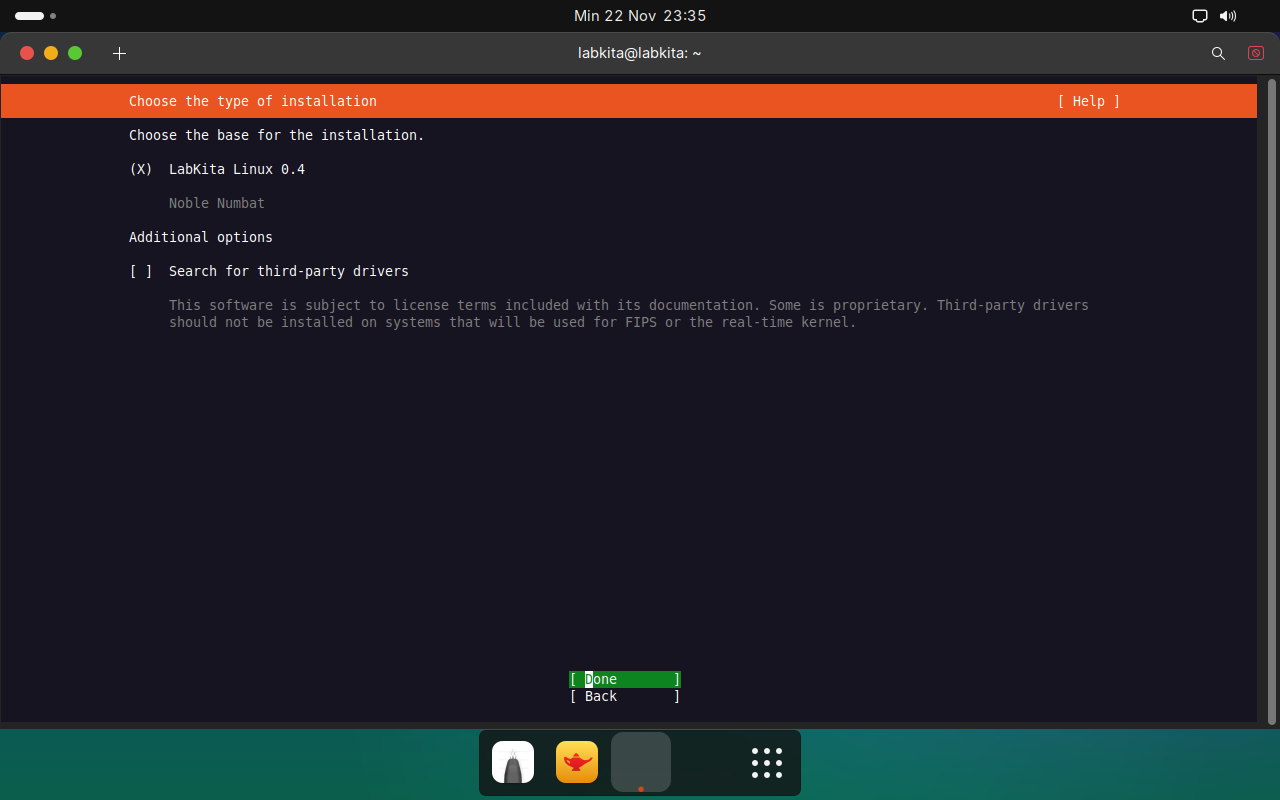 Min 22 Nov 23:35
labkita@labkita: ~
Choose the type of installation [ Help ]
Choose the base for the installation.
(X) LabKita Linux 0.4
Noble Numbat
Additional options
[ ] Search for third-party drivers
This software is subject to license terms included with its documentation. Some is proprietary. Third-party drivers
should not be installed on systems that will be used for FIPS or the real-time kernel.
[ Done ]
[ Back ]